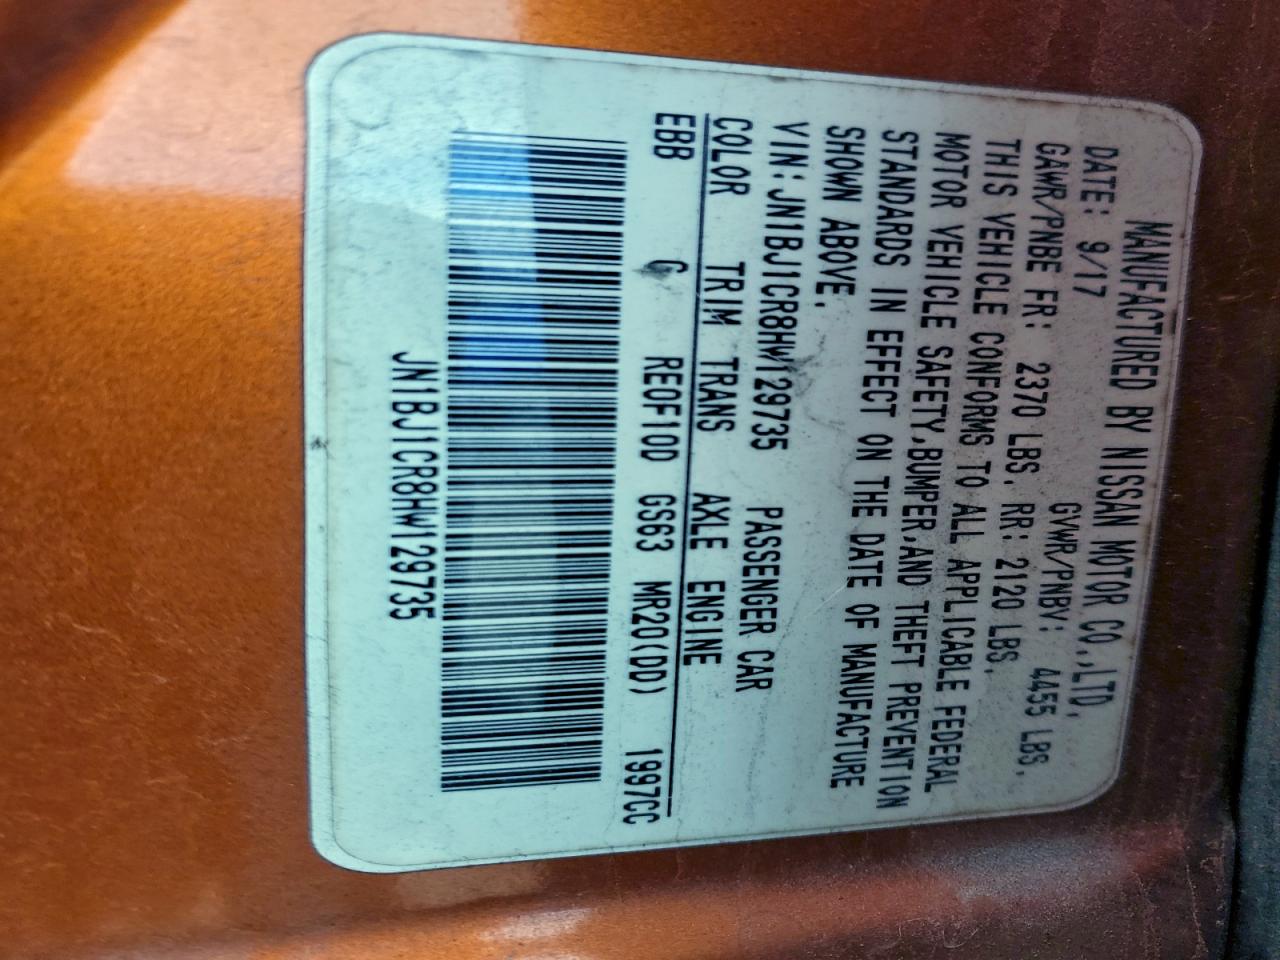 MANUFACTURED BY NISSAN MOTOR CO.,LTD.
DATE: 9/17 GVWR/PNBV: 4455 LBS.
GAWR/PNBE FR: 2370 LBS. RR: 2120 LBS.
THIS VEHICLE CONFORMS TO ALL APPLICABLE FEDERAL
MOTOR VEHICLE SAFETY,BUMPER,AND THEFT PREVENTION
STANDARDS IN EFFECT ON THE DATE OF MANUFACTURE
SHOWN ABOVE.
VIN: JN1BJ1CR8HW129735 PASSENGER CAR
COLOR TRIM TRANS AXLE ENGINE
EBB G RE0F10D GS63 MR20(DD) 1997CC
JN1BJ1CR8HW129735